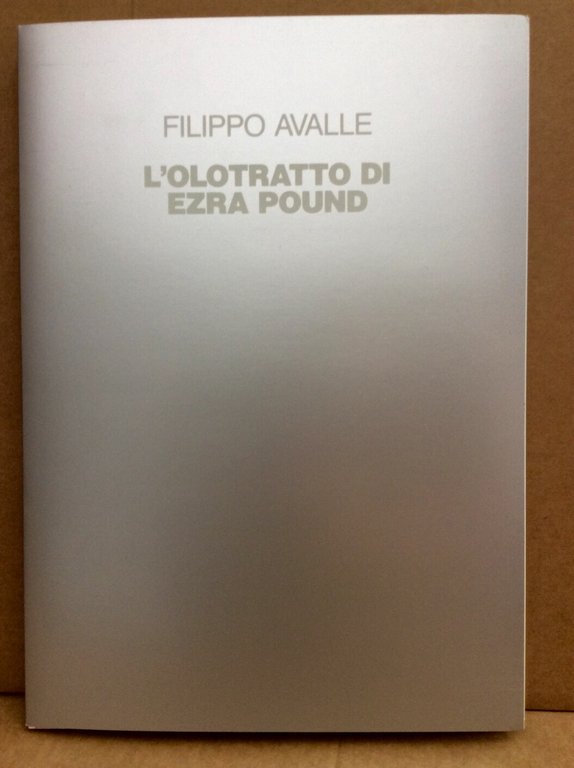 FILIPPO AVALLE
L'OLOTRATTO DI
EZRA POUND